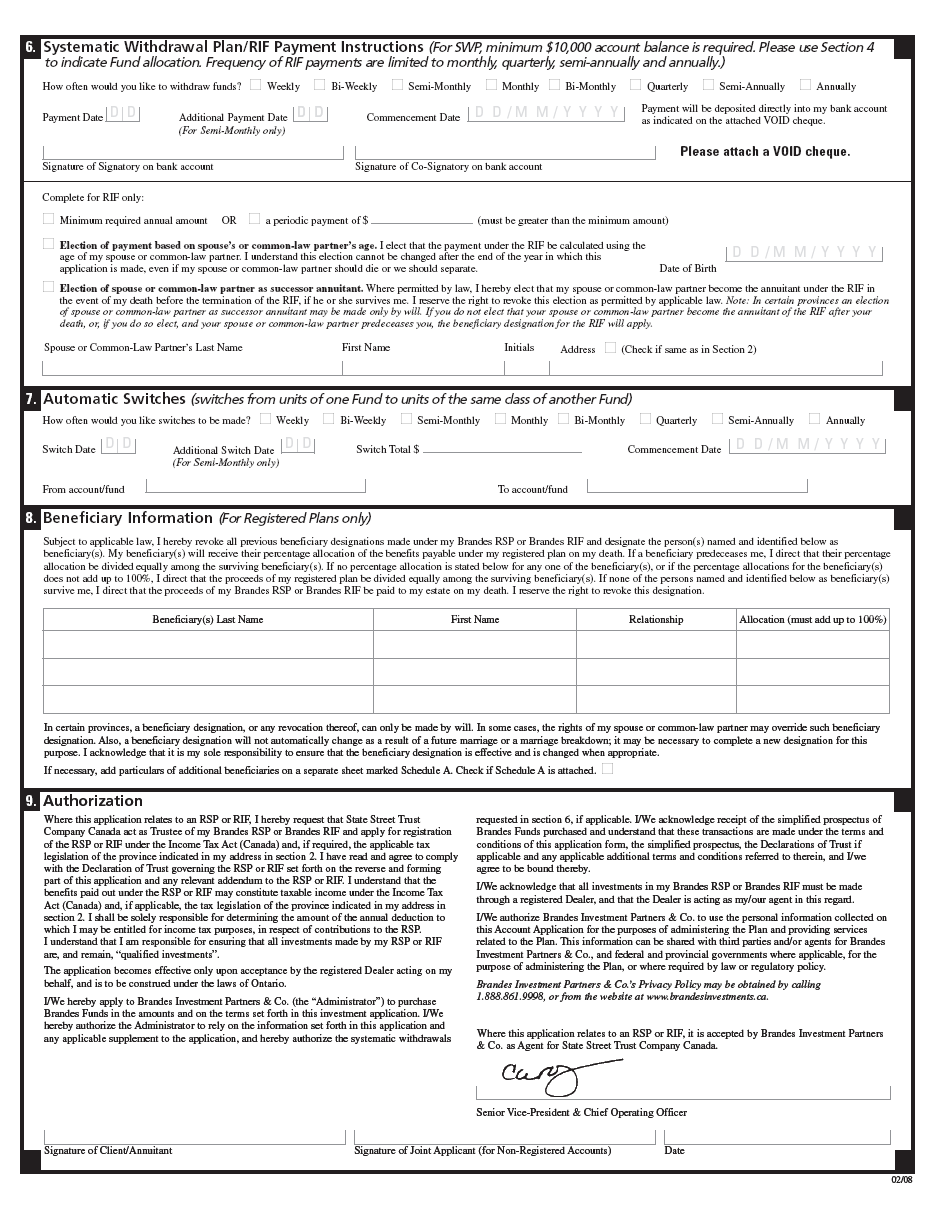 6. Systematic Withdrawal Plan/RIF Payment Instructions (For SWP, minimum $10,000 account balance is required. Please use Section 4
to indicate Fund allocation. Frequency of RIF payments are limited to monthly, quarterly, semi-annually and annually.)
How often would you like to withdraw funds? Weekly Bi-Weekly Semi-Monthly Monthly Bi-Monthly Quarterly Semi-Annually Annually
Payment Date D D Additional Payment Date D D Commencement Date D D/M M/Y Y Y Y Payment will be deposited directly into my bank account
(For Semi-Monthly only) as indicated on the attached VOID cheque.
Please attach a VOID cheque.
Signature of Signatory on bank account Signature of Co-Signatory on bank account
Complete for RIF only:
Minimum required annual amount OR a periodic payment of $ (must be greater than the minimum amount)
Election of payment based on spouse's or common-law partner's age. I elect that the payment under the RIF be calculated using the
age of my spouse or common-law partner. I understand this election cannot be changed after the end of the year in which this
application is made, even if my spouse or common-law partner should die or we should separate.
Date of Birth D D/M M/Y Y Y Y
Election of spouse or common-law partner as successor annuitant. Where permitted by law, I hereby elect that my spouse or common-law partner become the annuitant under the RIF in
the event of my death before the termination of the RIF, if he or she survives me. I reserve the right to revoke this election as permitted by applicable law. Note: In certain provinces an election
of spouse or common-law partner as successor annuitant may be made only by will. If you do not elect that your spouse or common-law partner become the annuitant of the RIF after your
death, or, if you do so elect, and your spouse or common-law partner predeceases you, the beneficiary designation for the RIF will apply.
Spouse or Common-Law Partner's Last Name First Name Initials Address (Check if same as in Section 2)
7. Automatic Switches (switches from units of one Fund to units of the same class of another Fund)
How often would you like switches to be made? Weekly Bi-Weekly Semi-Monthly Monthly Bi-Monthly Quarterly Semi-Annually Annually
Switch Date D D Additional Switch Date D D Switch Total $ Commencement Date D D/M M/Y Y Y Y
(For Semi-Monthly only)
From account/fund To account/fund
8. Beneficiary Information (For Registered Plans only)
Subject to applicable law, I hereby revoke all previous beneficiary designations made under my Brandes RSP or Brandes RIF and designate the person(s) named and identified below as
beneficiary(s). My beneficiary(s) will receive their percentage allocation of the benefits payable under my registered plan on my death. If a beneficiary predeceases me, I direct that their percentage
allocation be divided equally among the surviving beneficiary(s). If no percentage allocation is stated below for any one of the beneficiary(s), or if the percentage allocations for the beneficiary(s)
does not add up to 100%, I direct that the proceeds of my registered plan be divided equally among the surviving beneficiary(s). If none of the persons named and identified below as beneficiary(s)
survive me, I direct that the proceeds of my Brandes RSP or Brandes RIF be paid to my estate on my death. I reserve the right to revoke this designation.
Beneficiary(s) Last Name First Name Relationship Allocation (must add up to 100%)
In certain provinces, a beneficiary designation, or any revocation thereof, can only be made by will. In some cases, the rights of my spouse or common-law partner may override such beneficiary
designation. Also, a beneficiary designation will not automatically change as a result of a future marriage or a marriage breakdown; it may be necessary to complete a new designation for this
purpose. I acknowledge that it is my sole responsibility to ensure that the beneficiary designation is effective and is changed when appropriate.
If necessary, add particulars of additional beneficiaries on a separate sheet marked Schedule A. Check if Schedule A is attached.
9. Authorization
Where this application relates to an RSP or RIF, I hereby request that State Street Trust
Company Canada act as Trustee of my Brandes RSP or Brandes RIF and apply for registration
of the RSP or RIF under the Income Tax Act (Canada) and, if required, the applicable tax
legislation of the province indicated in my address in section 2. I have read and agree to comply
with the Declaration of Trust governing the RSP or RIF set forth on the reverse and forming
part of this application and any relevant addendum to the RSP or RIF. I understand that the
benefits paid out under the RSP or RIF may constitute taxable income under the Income Tax
Act (Canada) and, if applicable, the tax legislation of the province indicated in my address in
section 2. I shall be solely responsible for determining the amount of the annual deduction to
which I may be entitled for income tax purposes, in respect of contributions to the RSP.
I understand that I am responsible for ensuring that all investments made by my RSP or RIF
are, and remain, "qualified investments".
The application becomes effective only upon acceptance by the registered Dealer acting on my
behalf, and is to be construed under the laws of Ontario.
I/We hereby apply to Brandes Investment Partners & Co. (the "Administrator") to purchase
Brandes Funds in the amounts and on the terms set forth in this investment application. I/We
hereby authorize the Administrator to rely on the information set forth in this application and
any applicable supplement to the application, and hereby authorize the systematic withdrawals
requested in section 6, if applicable. I/We acknowledge receipt of the simplified prospectus of
Brandes Funds purchased and understand that these transactions are made under the terms and
conditions of this application form, the simplified prospectus, the Declarations of Trust if
applicable and any applicable additional terms and conditions referred to therein, and I/we
agree to be bound thereby.
I/We acknowledge that all investments in my Brandes RSP or Brandes RIF must be made
through a registered Dealer, and that the Dealer is acting as my/our agent in this regard.
I/We authorize Brandes Investment Partners & Co. to use the personal information collected on
this Account Application for the purposes of administering the Plan and providing services
related to the Plan. This information can be shared with third parties and/or agents for Brandes
Investment Partners & Co., and federal and provincial governments where applicable, for the
purpose of administering the Plan, or where required by law or regulatory policy.
Brandes Investment Partners & Co.'s Privacy Policy may be obtained by calling
1.888.861.9998, or from the website at www.brandesinvestments.ca.
Where this application relates to an RSP or RIF, it is accepted by Brandes Investment Partners
& Co. as Agent for State Street Trust Company Canada.
Senior Vice-President & Chief Operating Officer
Signature of Client/Annuitant Signature of Joint Applicant (for Non-Registered Accounts) Date
02/08